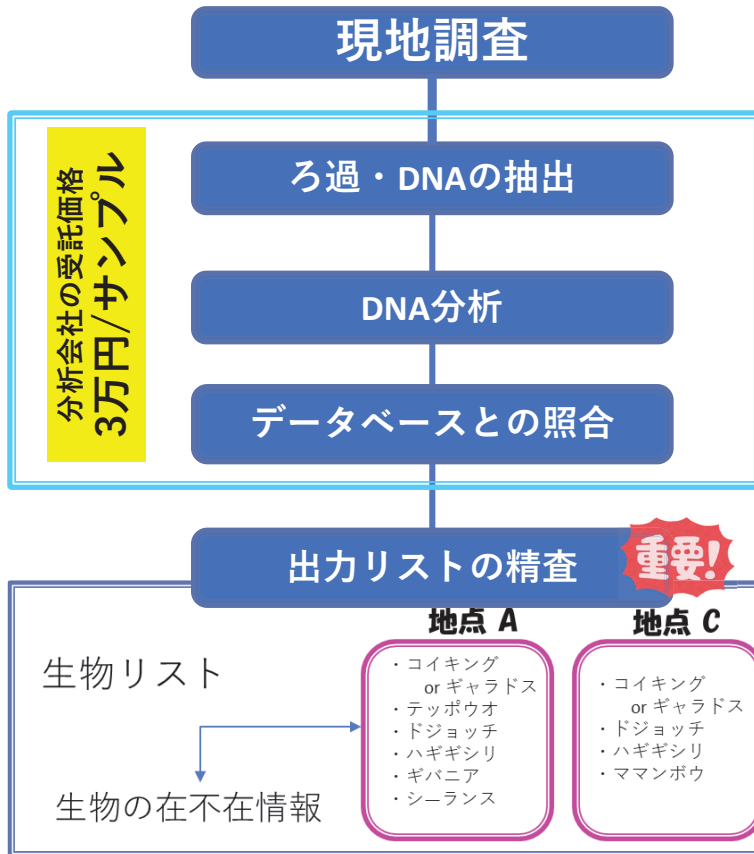 現地調査
分析会社の受託価格
3万円/サンプル
ろ過・DNAの抽出
DNA分析
データベースとの照合
出力リストの精査
重要!
生物リスト
生物の在不在情報
地点 A
・コイキング
or ギャラドス
・テッポウオ
・ドジョッチ
・ハギギシリ
・ギバニア
・シーランス
地点 C
・コイキング
or ギャラドス
・ドジョッチ
・ハギギシリ
・ママンボウ